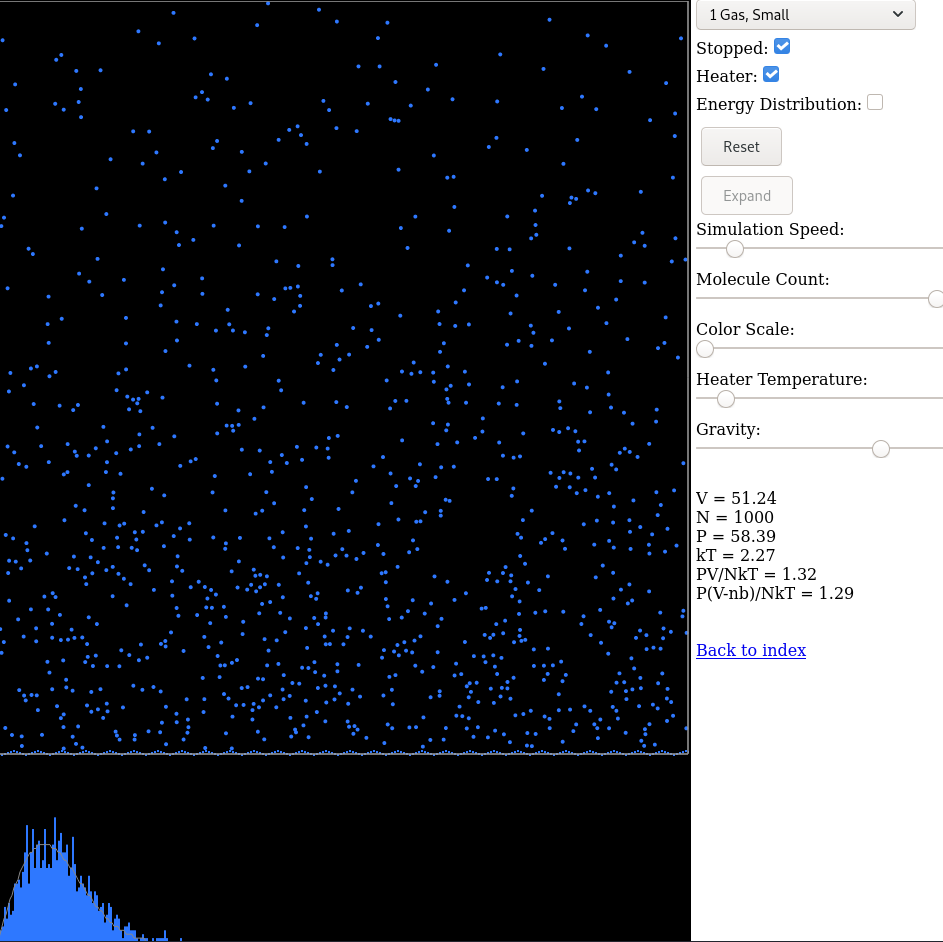 1 Gas, Small
Stopped:
Heater:
Energy Distribution:
Reset
Expand
Simulation Speed:
Molecule Count:
Color Scale:
Heater Temperature:
Gravity:
V = 51.24
N = 1000
P = 58.39
kT = 2.27
PV/NkT = 1.32
P(V-nb)/NkT = 1.29
Back to index